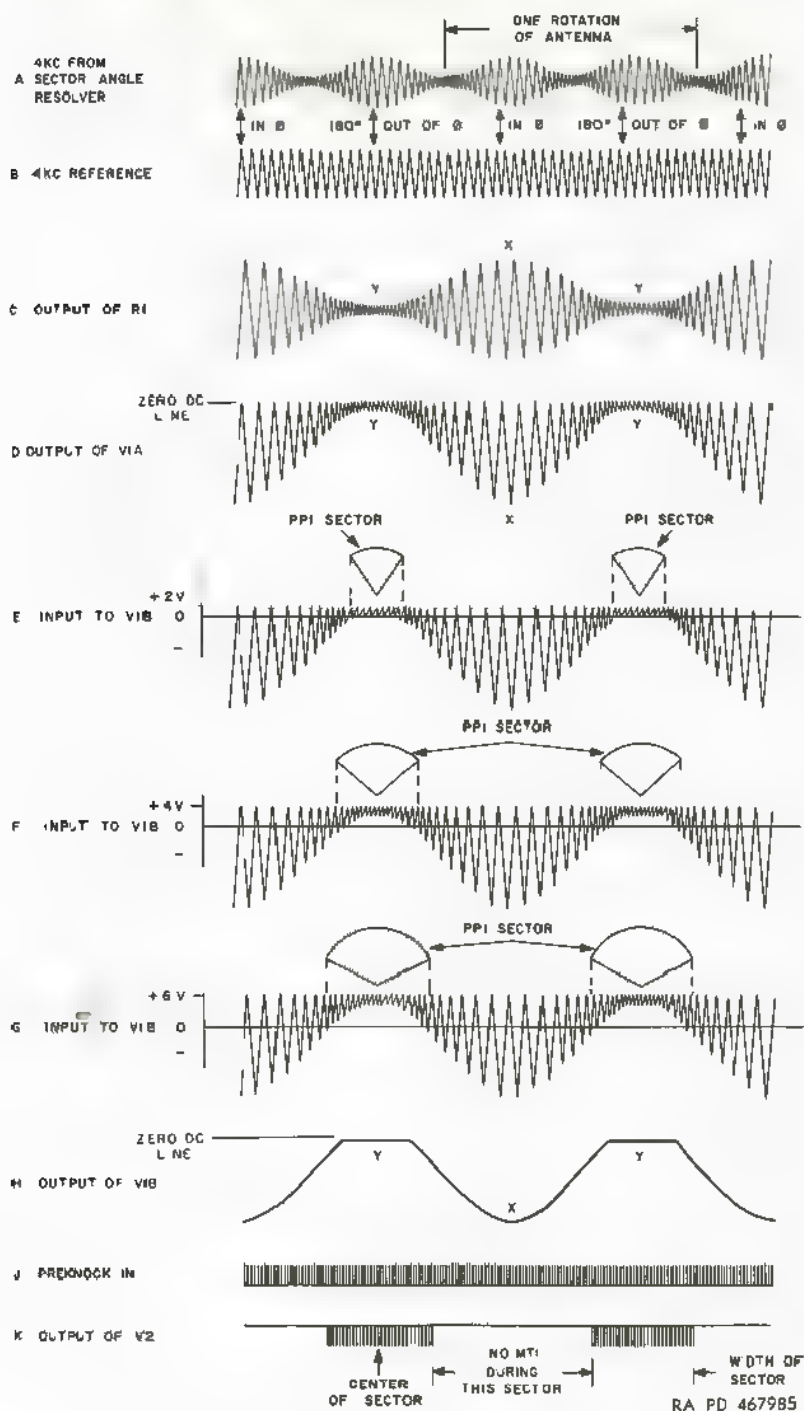 ONE ROTATION
OF ANTENNA
4KC FROM
A SECTOR ANGLE
RESOLVER
IN Ø 180° OUT OF Ø IN Ø 180° OUT OF Ø IN Ø
B 4KC REFERENCE
X
Y Y
C OUTPUT OF R1
ZERO DC
LINE
Y Y
D OUTPUT OF V1A
X
PPI SECTOR PPI SECTOR
+2V
E INPUT TO V1B 0
-
PPI SECTOR
+4V
F INPUT TO V1B 0
-
PPI SECTOR
+6V
G INPUT TO V1B 0
-
ZERO DC
LINE
Y Y
H OUTPUT OF V1B
X
J PREKNOCK IN
K OUTPUT OF V2
CENTER
OF SECTOR
NO MTI
DURING
THIS SECTOR
WIDTH OF
SECTOR
RA PD 467985